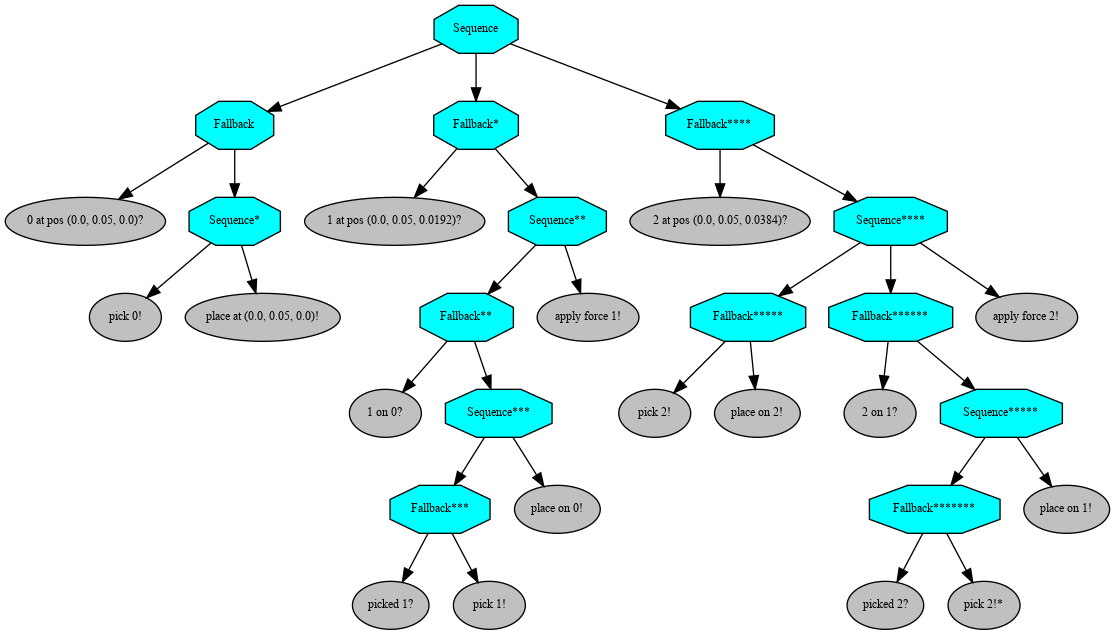 Sequence
Fallback
Fallback*
Fallback****
0 at pos (0.0, 0.05, 0.0)?
Sequence*
1 at pos (0.0, 0.05, 0.0192)?
Sequence**
2 at pos (0.0, 0.05, 0.0384)?
Sequence****
pick 0!
place at (0.0, 0.05, 0.0)!
Fallback**
apply force 1!
Fallback*****
Fallback******
apply force 2!
1 on 0?
Sequence***
pick 2!
place on 2!
2 on 1?
Sequence*****
Fallback***
place on 0!
Fallback*******
place on 1!
picked 1?
pick 1!
picked 2?
pick 2!*